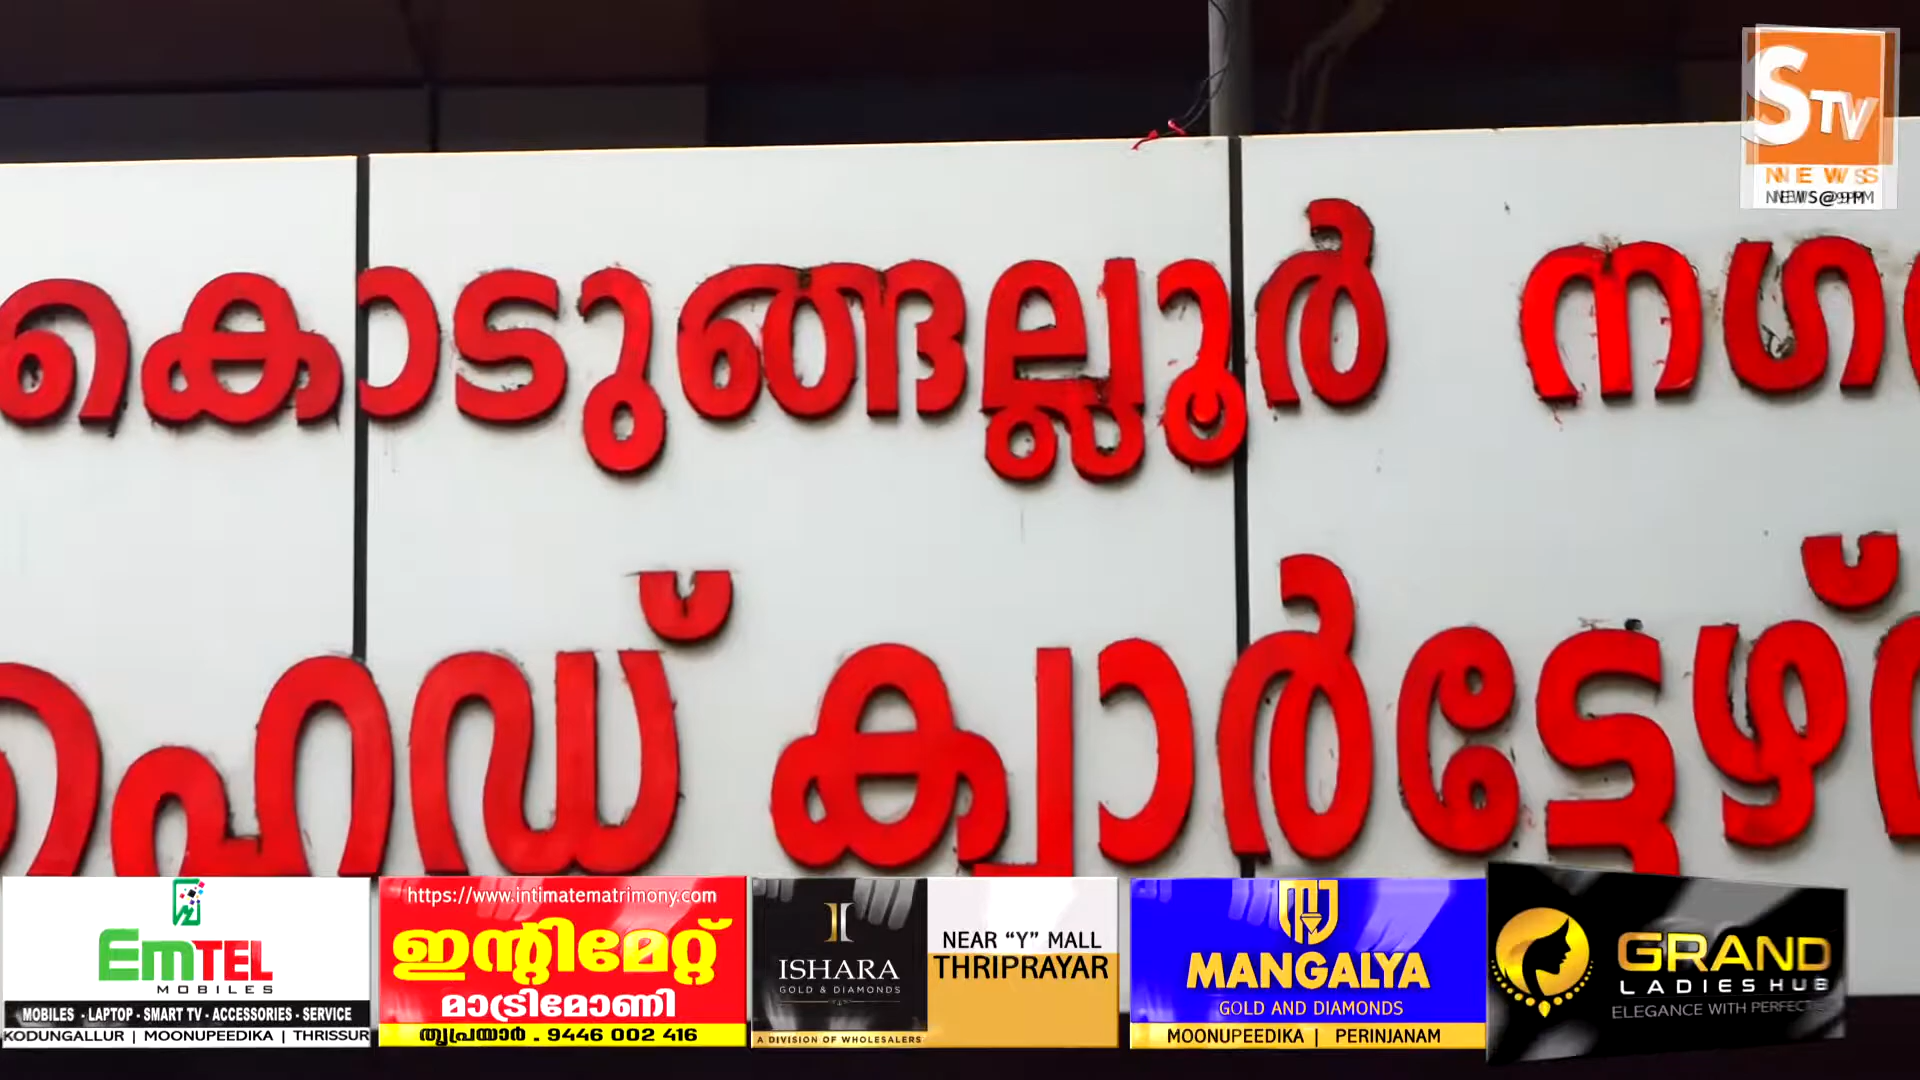 കൊടുങ്ങല്ലൂർ
ഹെഡ് ക്വാർട്ടേഴ്
STV
NEWS
NEWS@9PM
EmTEL
MOBILES
MOBILES - LAPTOP - SMART TV - ACCESSORIES - SERVICE
KODUNGALLUR | MOONUPEEDIKA | THRISSUR
https://www.intimatematrimony.com
ഇന്റിമേറ്റ്
മാട്രിമോണി
തൃപ്രയാർ . 9446 002 416
ISHARA
GOLD & DIAMONDS
A DIVISION OF WHOLESALERS
NEAR “Y” MALL
THRIPRAYAR
MANGALYA
GOLD AND DIAMONDS
MOONUPEEDIKA | PERINJANAM
GRAND
LADIES HUB
ELEGANCE WITH